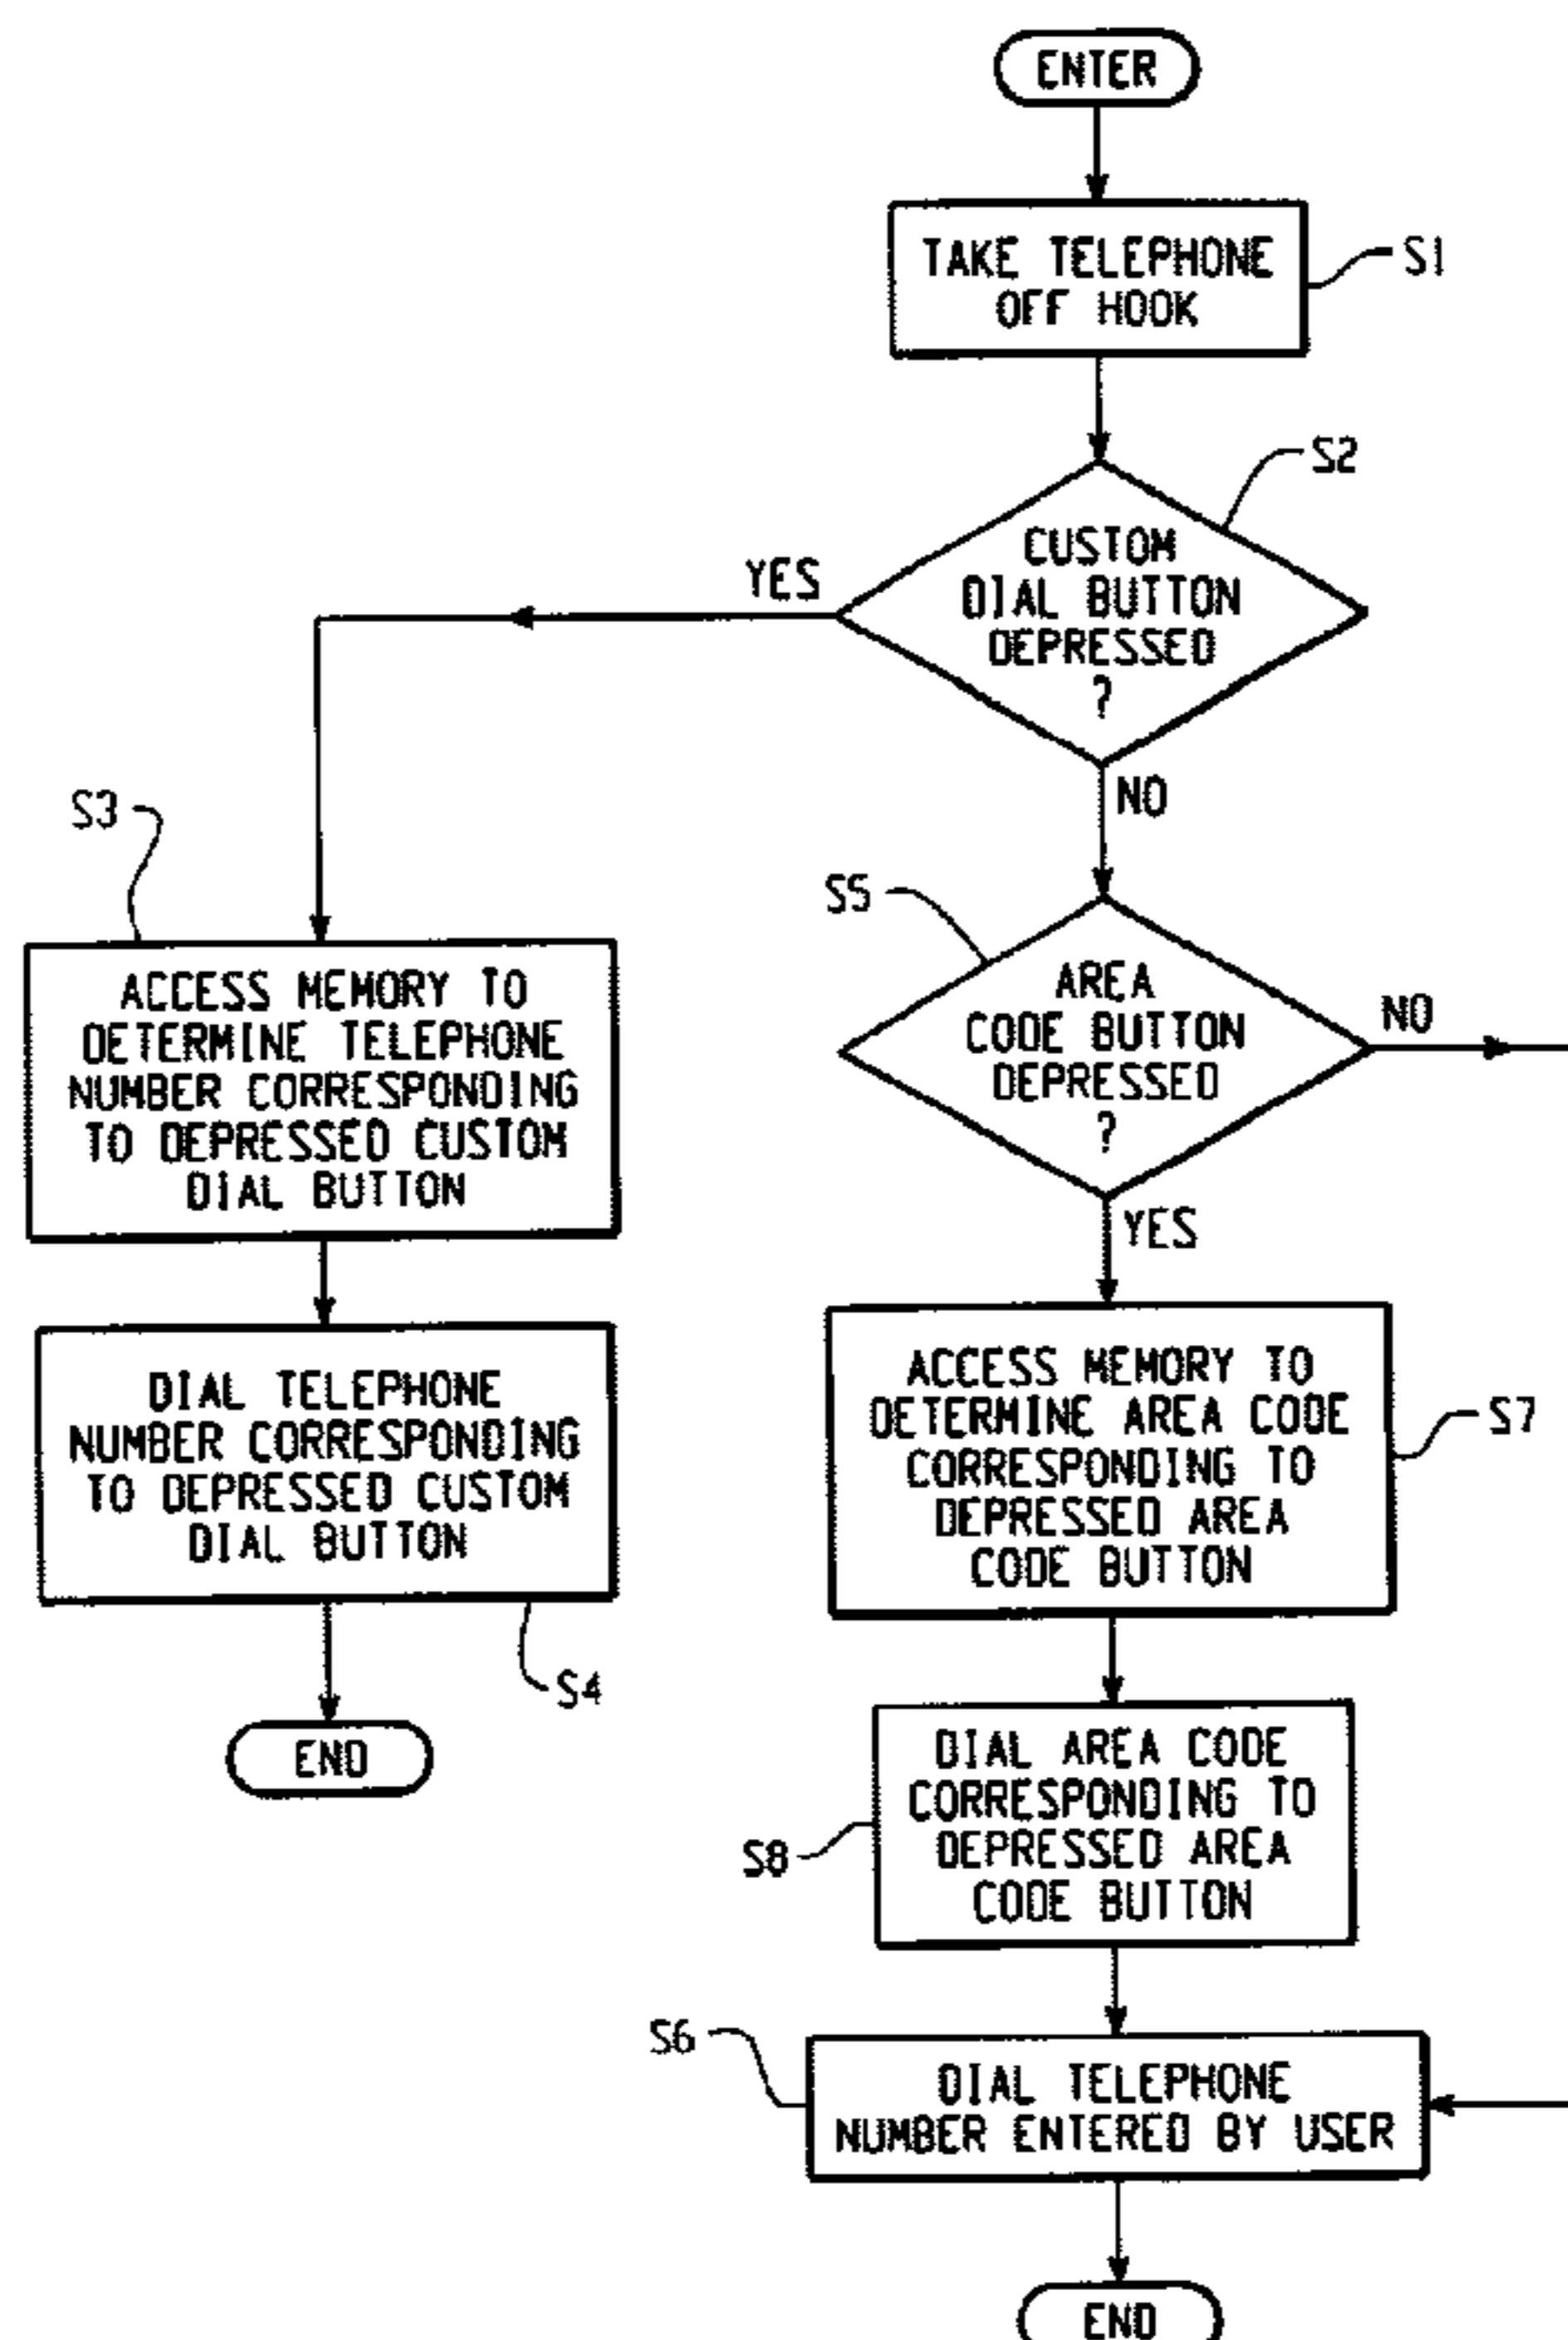 ENTER
TAKE TELEPHONE
OFF HOOK
S1
S2
CUSTOM
DIAL BUTTON
DEPRESSED
?
YES
NO
S3
ACCESS MEMORY TO
DETERMINE TELEPHONE
NUMBER CORRESPONDING
TO DEPRESSED CUSTOM
DIAL BUTTON
DIAL TELEPHONE
NUMBER CORRESPONDING
TO DEPRESSED CUSTOM
DIAL BUTTON
S4
END
S5
AREA
CODE BUTTON
DEPRESSED
?
NO
YES
ACCESS MEMORY TO
DETERMINE AREA CODE
CORRESPONDING TO
DEPRESSED AREA
CODE BUTTON
S7
DIAL AREA CODE
CORRESPONDING TO
DEPRESSED AREA
CODE BUTTON
S8
S6
DIAL TELEPHONE
NUMBER ENTERED BY USER
END